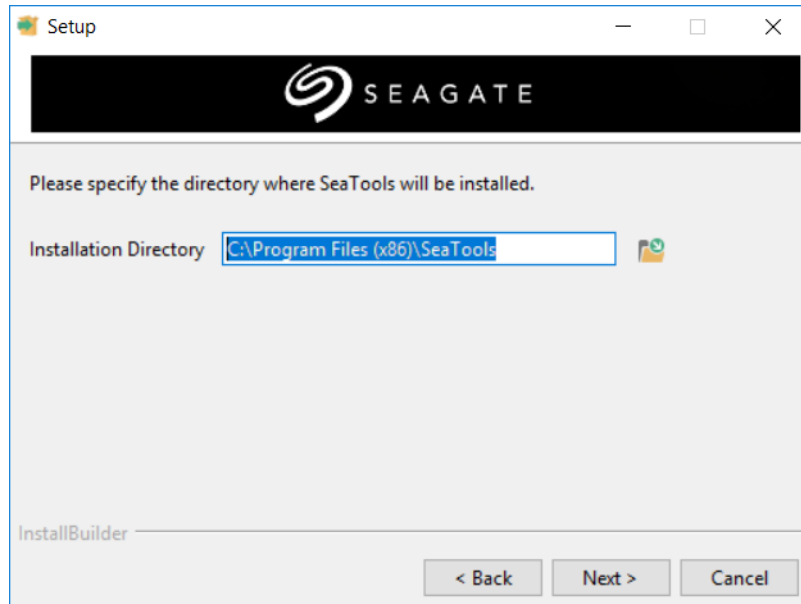 Setup
SEAGATE
Please specify the directory where SeaTools will be installed.
Installation Directory C:\Program Files (x86)\SeaTools
InstallBuilder
< Back Next > Cancel